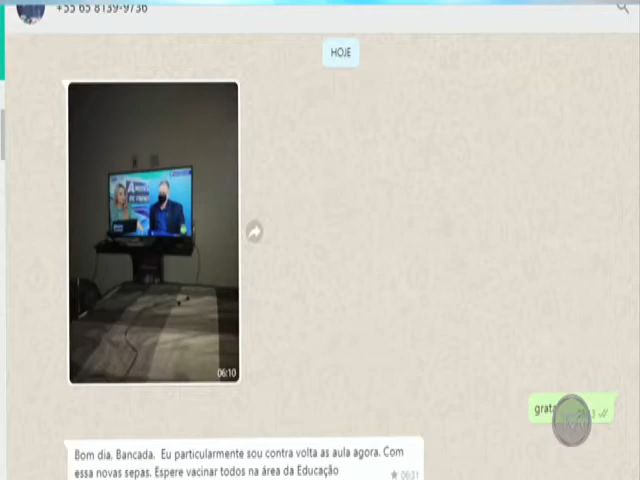 +55 65 8139-9736
HOJE
06:10
Bom dia, Bancada. Eu particularmente sou contra volta as aula agora. Com
essa novas sepas. Espere vacinar todos na área da Educação
06:31